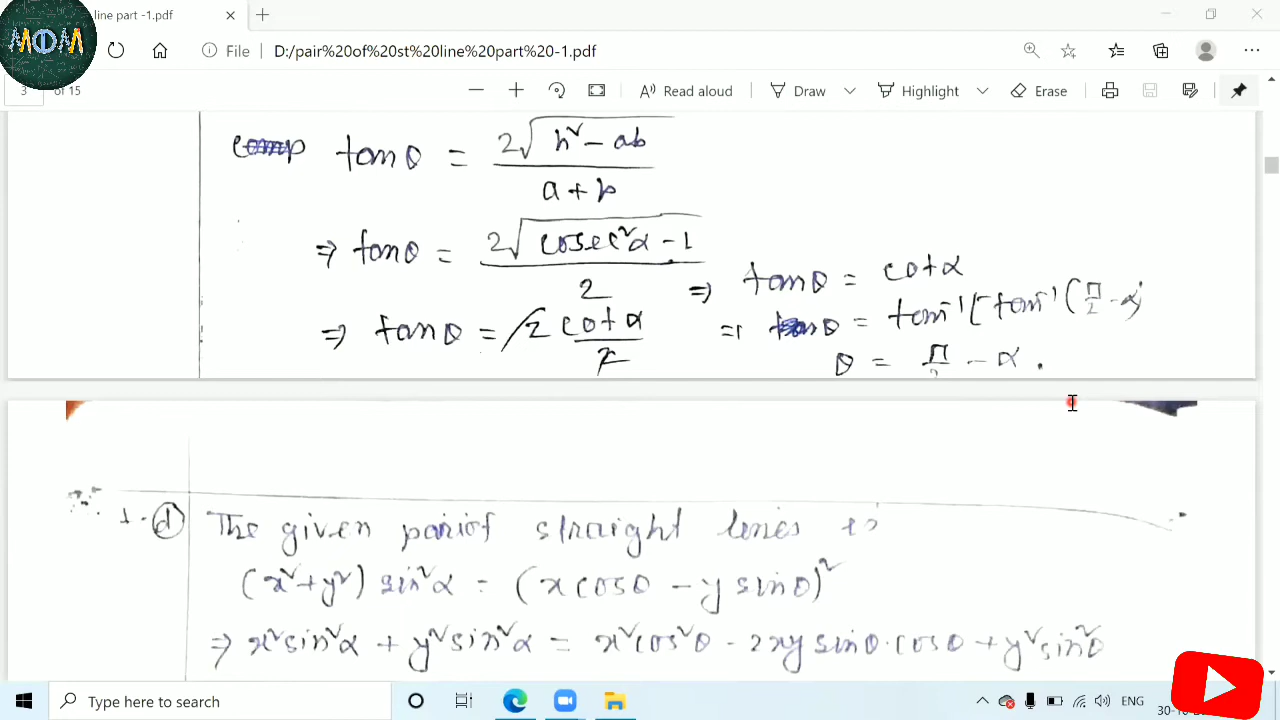 line part -1.pdf
MΦM
File D:/pair%20of%20st%20line%20part%20-1.pdf
3 of 15 Read aloud Draw Highlight Erase
comp tanθ = 2√(h² - ab) / (a + b)
⇒ tanθ = 2√(cosec²α - 1) / 2
⇒ tanθ = 2 cotα / 2
⇒ tanθ = cotα
⇒ θ = tan⁻¹[tan⁻¹(π/2 - α)
θ = π/2 - α.
1. (d) The given pair of straight lines is
(x² + y²) sin²α = (x cosθ - y sinθ)²
⇒ x² sin²α + y² sin²α = x² cos²θ - 2xy sinθ.cosθ + y² sin²θ
Type here to search
ENG